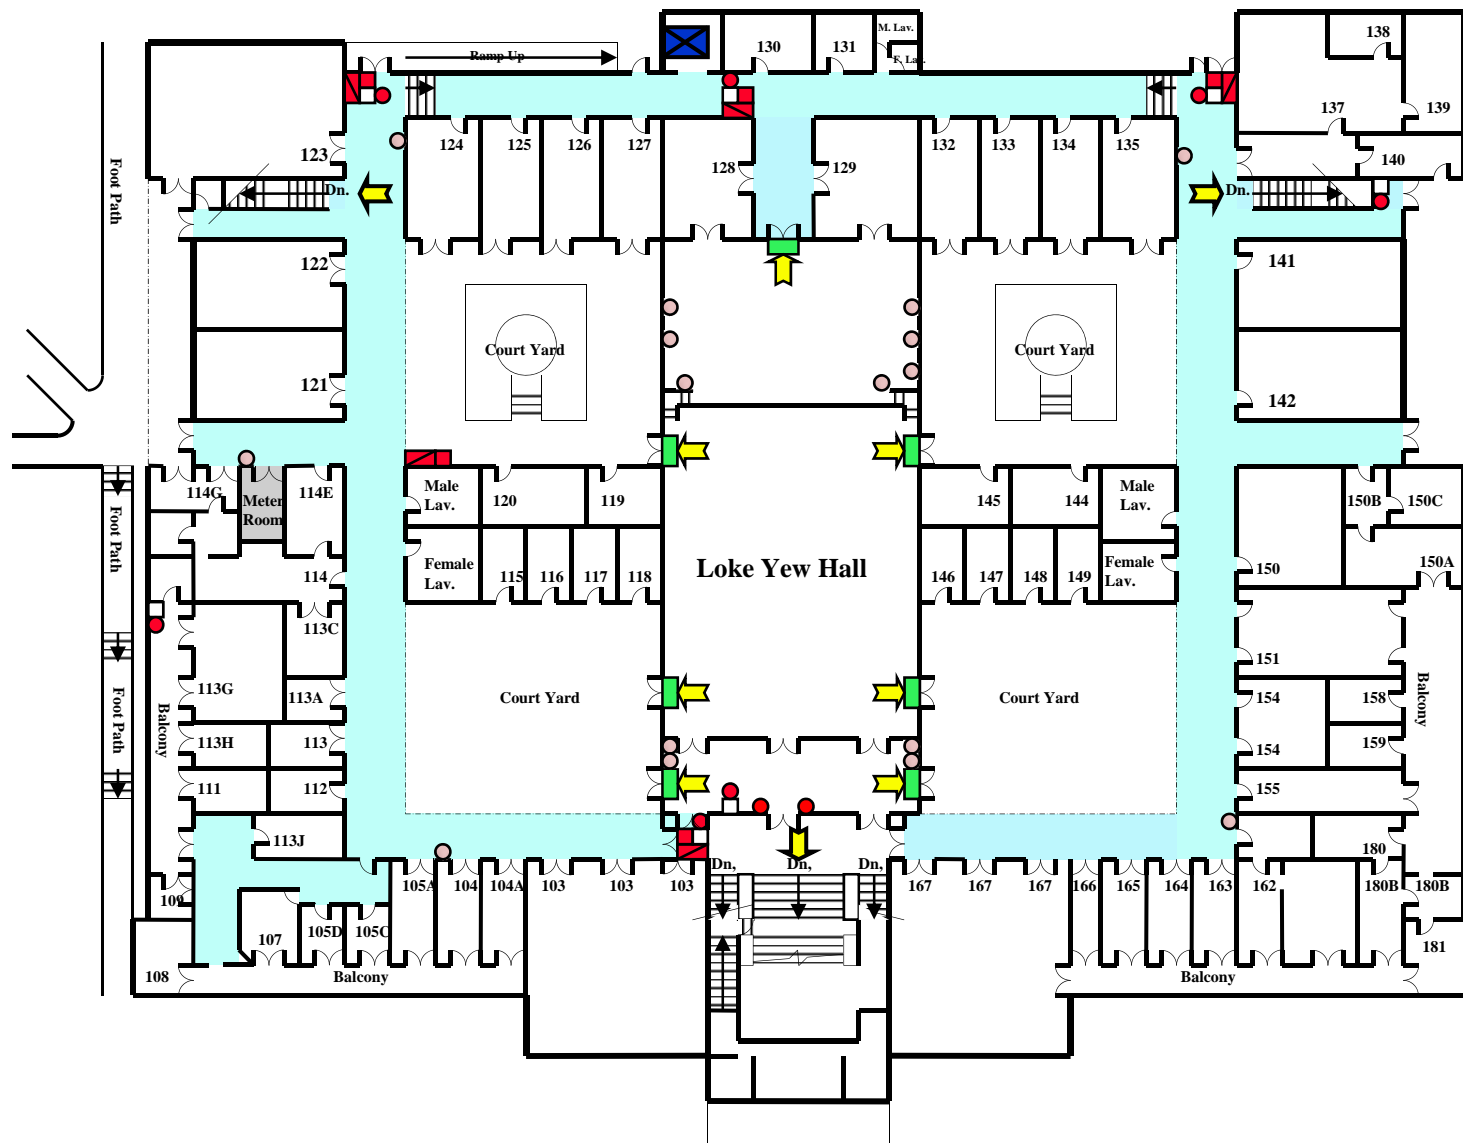 M. Lav.
138
130
131
Ramp Up
F. Lav.
137
139
123
124
125
126
127
128
129
132
133
134
135
140
Foot Path
Dn.
Dn.
122
141
Court Yard
Court Yard
121
142
114G
Meter
Room
114E
Male
Lav.
120
119
145
144
Male
Lav.
150B
150C
Foot Path
Female
Lav.
115
116
117
118
Loke Yew Hall
146
147
148
149
Female
Lav.
150
150A
114
113C
151
113G
113A
Court Yard
Court Yard
154
158
Foot Path
Balcony
Balcony
113H
113
154
159
111
112
155
113J
180
Dn,
Dn,
Dn,
109
105A
104
104A
103
103
103
167
167
167
166
165
164
163
162
180B
180B
107
105D
105C
181
108
Balcony
Balcony